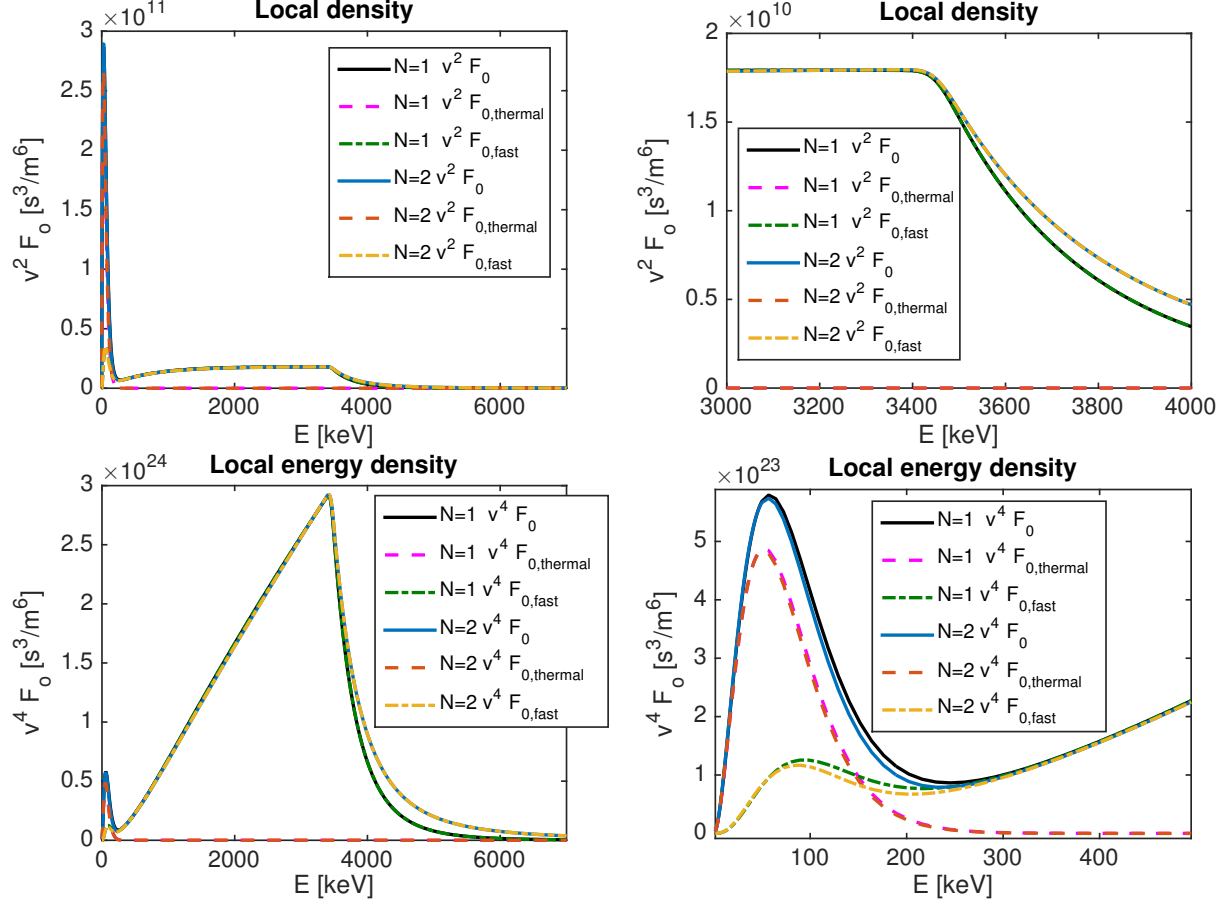 Local density
×10^11
v^2 F_o [s^3/m^6]
3
2.5
2
1.5
1
0.5
0
0 2000 4000 6000
E [keV]
N=1 v^2 F_0
N=1 v^2 F_0,thermal
N=1 v^2 F_0,fast
N=2 v^2 F_0
N=2 v^2 F_0,thermal
N=2 v^2 F_0,fast
Local density
×10^10
v^2 F_o [s^3/m^6]
2
1.5
1
0.5
0
3000 3200 3400 3600 3800 4000
E [keV]
N=1 v^2 F_0
N=1 v^2 F_0,thermal
N=1 v^2 F_0,fast
N=2 v^2 F_0
N=2 v^2 F_0,thermal
N=2 v^2 F_0,fast
Local energy density
×10^24
v^4 F_o [s^3/m^6]
3
2.5
2
1.5
1
0.5
0
0 2000 4000 6000
E [keV]
N=1 v^4 F_0
N=1 v^4 F_0,thermal
N=1 v^4 F_0,fast
N=2 v^4 F_0
N=2 v^4 F_0,thermal
N=2 v^4 F_0,fast
Local energy density
×10^23
v^4 F_o [s^3/m^6]
5
4
3
2
1
0
100 200 300 400
E [keV]
N=1 v^4 F_0
N=1 v^4 F_0,thermal
N=1 v^4 F_0,fast
N=2 v^4 F_0
N=2 v^4 F_0,thermal
N=2 v^4 F_0,fast